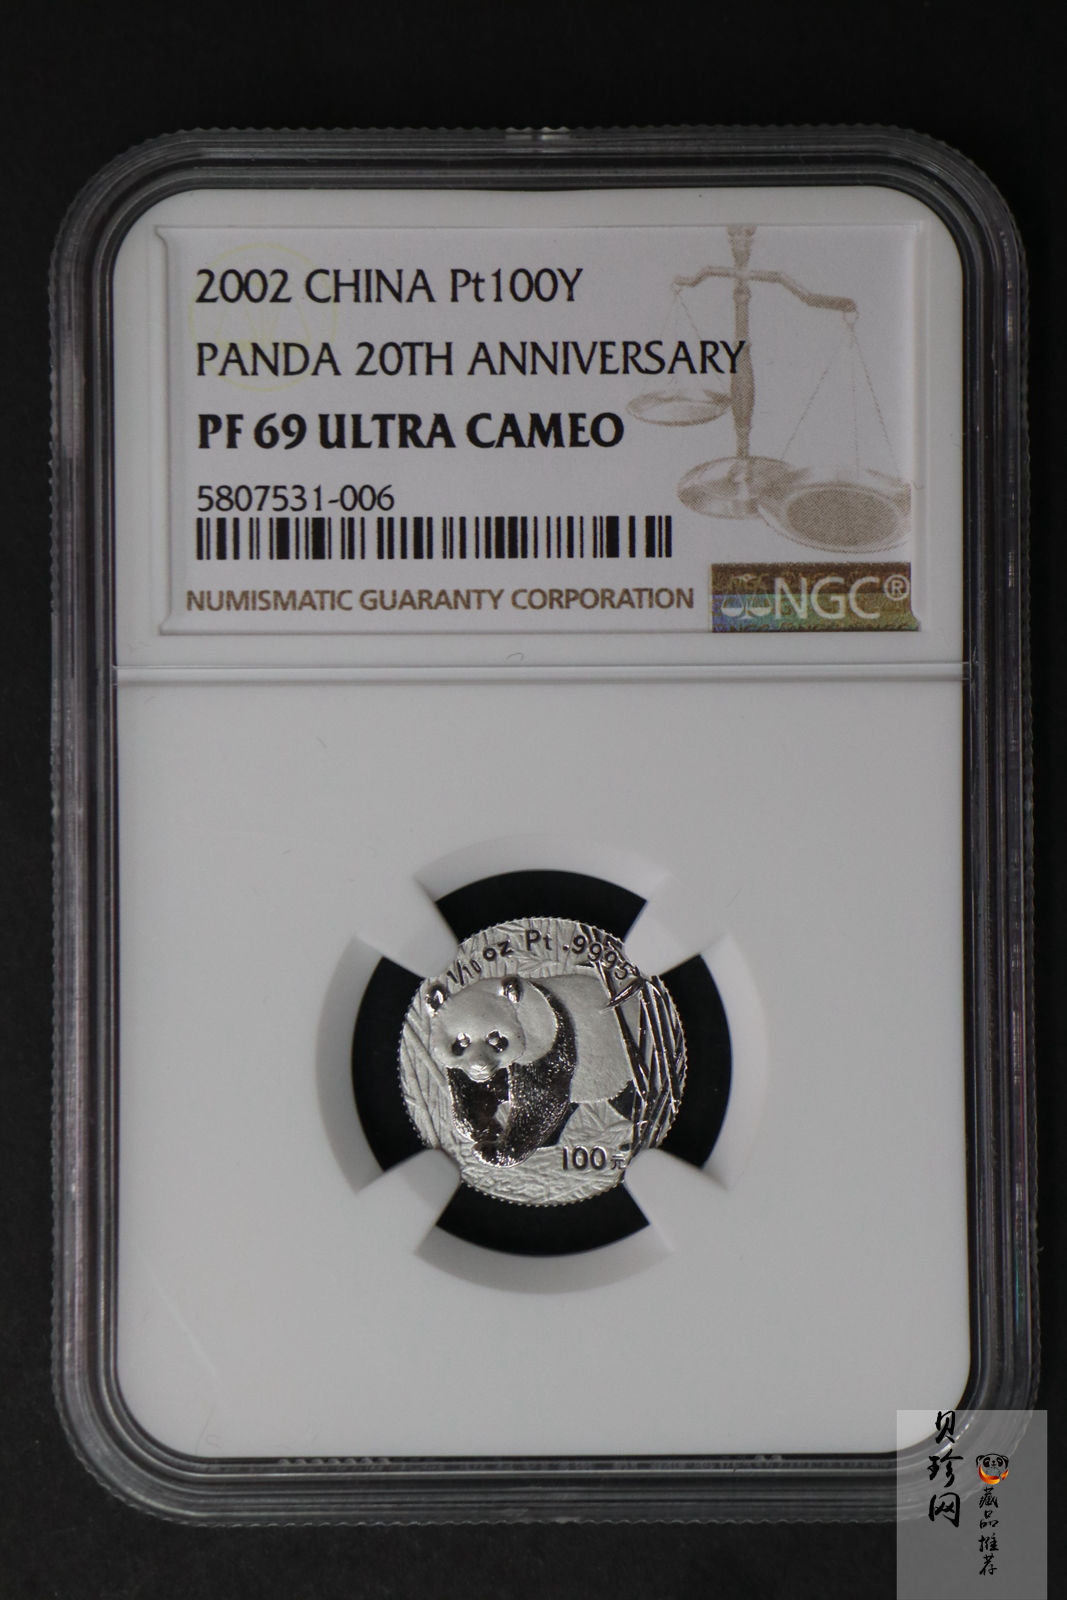 2002 CHINA Pt100Y
PANDA 20TH ANNIVERSARY
PF 69 ULTRA CAMEO
5807531-006
NUMISMATIC GUARANTY CORPORATION
NGC®
1/10 oz Pt .9995
100元
贝珍网
藏品推荐